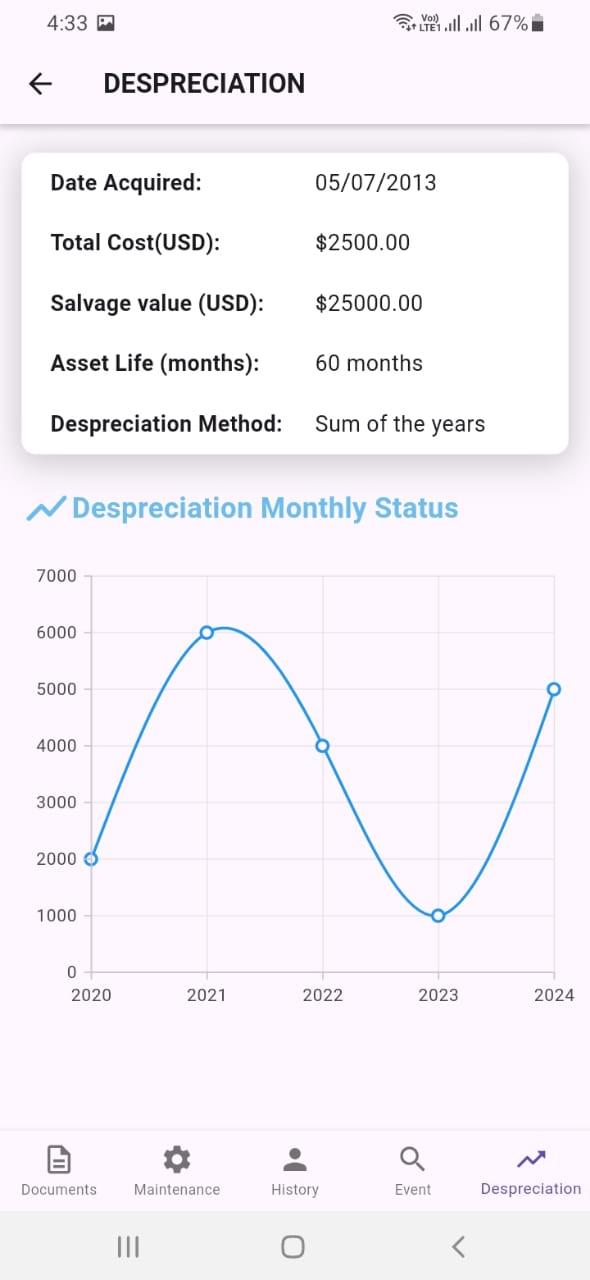 4:33 Vo)) LTE1 67%
DESPRECIATION
Date Acquired: 05/07/2013
Total Cost(USD): $2500.00
Salvage value (USD): $25000.00
Asset Life (months): 60 months
Despreciation Method: Sum of the years
Despreciation Monthly Status
7000
6000
5000
4000
3000
2000
1000
0
2020 2021 2022 2023 2024
Documents Maintenance History Event Despreciation